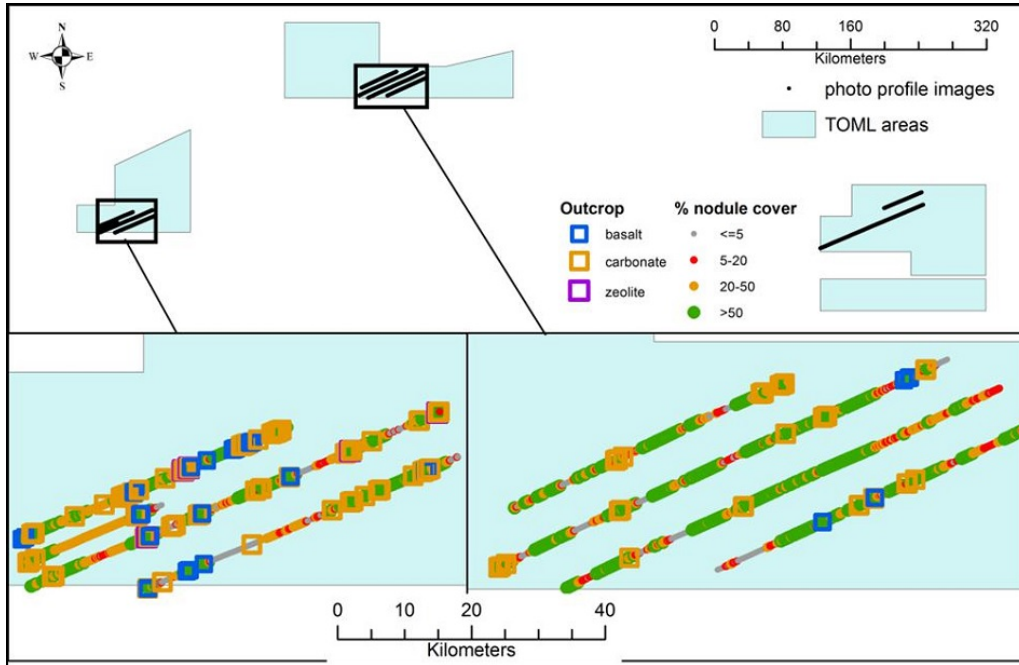 N
W E
S
0 80 160 320
Kilometers
photo profile images
TOML areas
Outcrop
basalt
carbonate
zeolite
% nodule cover
<=5
5-20
20-50
>50
0 10 20 40
Kilometers